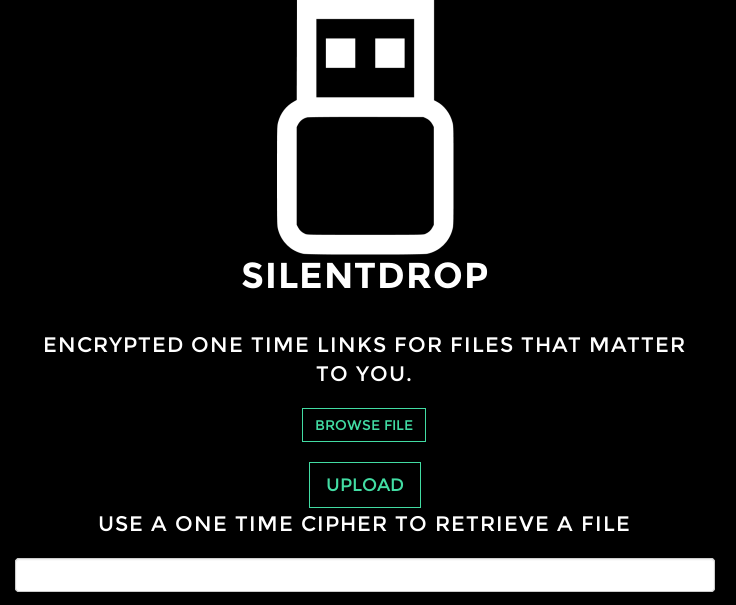 SILENTDROP
ENCRYPTED ONE TIME LINKS FOR FILES THAT MATTER
TO YOU.
BROWSE FILE
UPLOAD
USE A ONE TIME CIPHER TO RETRIEVE A FILE